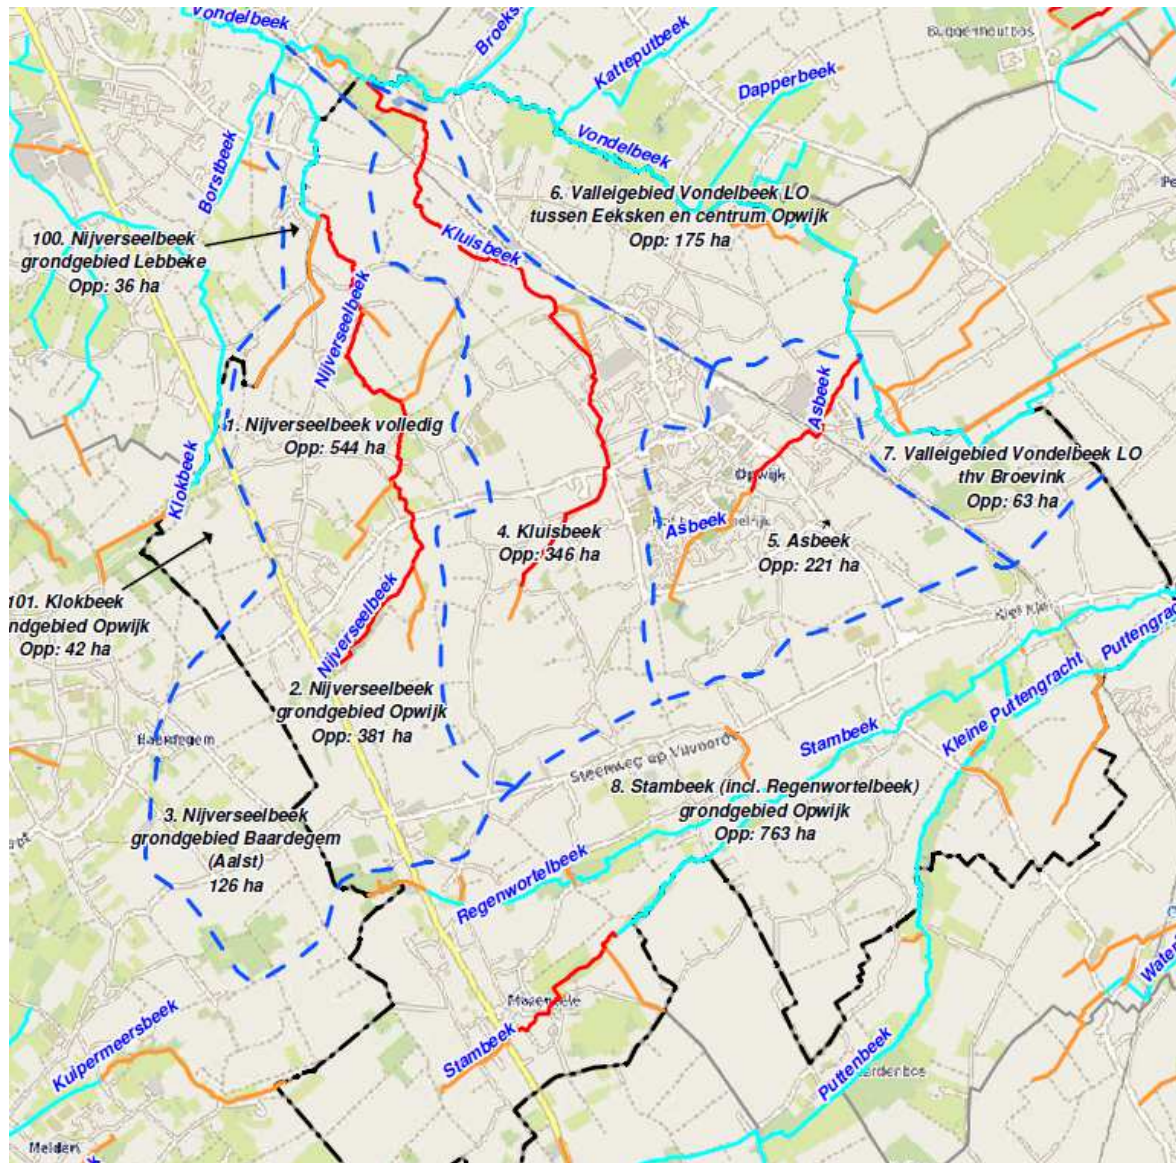 Vondelbeek
Katteputbeek
Dapperbeek
Buggenhoutbos
Borstbeek
Vondelbeek
6. Valleigebied Vondelbeek LO
tussen Eeksken en centrum Opwijk
Opp: 175 ha
100. Nijverseelbeek
grondgebied Lebbeke
Opp: 36 ha
Kluisbeek
Nijverseelbeek
Asbeek
1. Nijverseelbeek volledig
Opp: 544 ha
Klokbeek
7. Valleigebied Vondelbeek LO
thv Broevink
Opp: 63 ha
Opwijk
Asbeek
4. Kluisbeek
Opp: 346 ha
5. Asbeek
Opp: 221 ha
101. Klokbeek
ndgebied Opwijk
Opp: 42 ha
Nijverseelbeek
Puttengrac
Kleine Puttengracht
2. Nijverseelbeek
grondgebied Opwijk
Opp: 381 ha
Stambeek
Baardegem
Steenweg op Vilvoorde
8. Stambeek (incl. Regenwortelbeek)
grondgebied Opwijk
Opp: 763 ha
3. Nijverseelbeek
grondgebied Baardegem
(Aalst)
126 ha
Regenwortelbeek
Water
Mazenzele
Stambeek
Kuipermeersbeek
Puttenbeek
Meldert